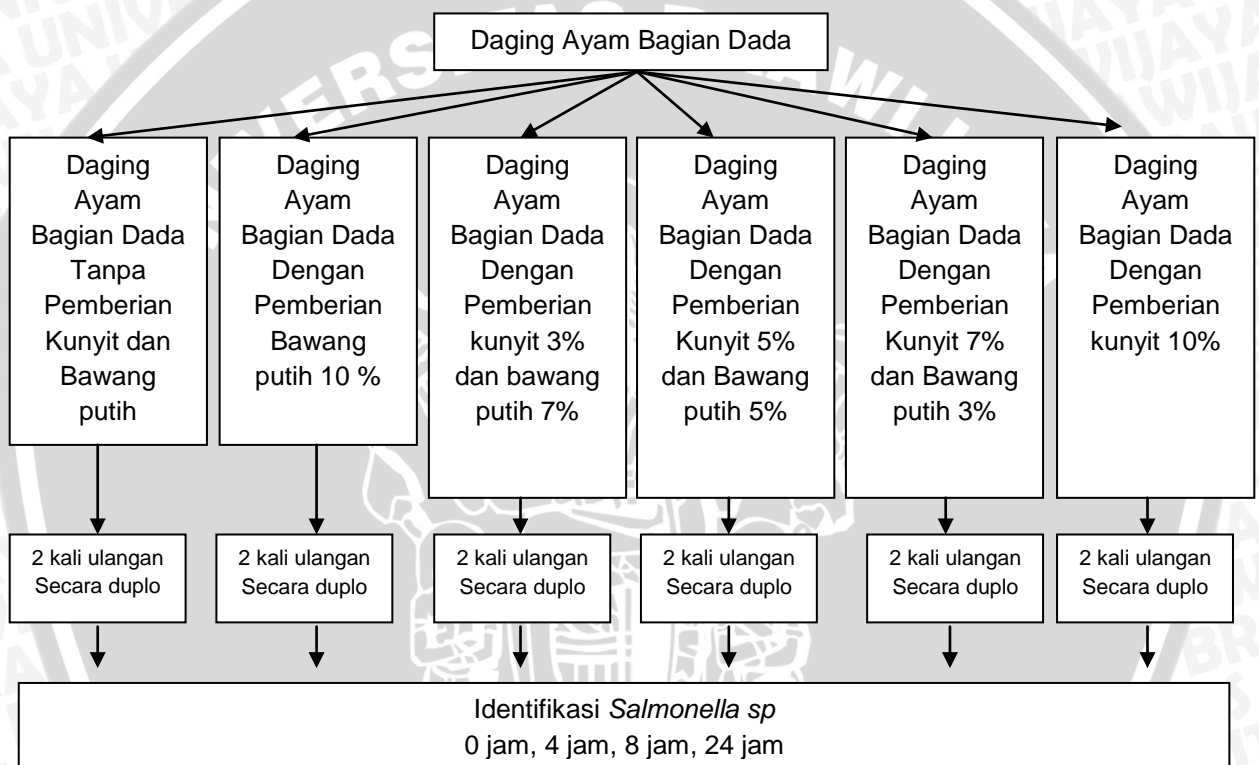 Daging Ayam Bagian Dada
Daging
Ayam
Bagian Dada
Tanpa
Pemberian
Kunyit dan
Bawang
putih
Daging
Ayam
Bagian Dada
Dengan
Pemberian
Bawang
putih 10 %
Daging
Ayam
Bagian Dada
Dengan
Pemberian
kunyit 3%
dan bawang
putih 7%
Daging
Ayam
Bagian Dada
Dengan
Pemberian
Kunyit 5%
dan Bawang
putih 5%
Daging
Ayam
Bagian Dada
Dengan
Pemberian
Kunyit 7%
dan Bawang
putih 3%
Daging
Ayam
Bagian Dada
Dengan
Pemberian
kunyit 10%
2 kali ulangan
Secara duplo
2 kali ulangan
Secara duplo
2 kali ulangan
Secara duplo
2 kali ulangan
Secara duplo
2 kali ulangan
Secara duplo
2 kali ulangan
Secara duplo
Identifikasi Salmonella sp
0 jam, 4 jam, 8 jam, 24 jam